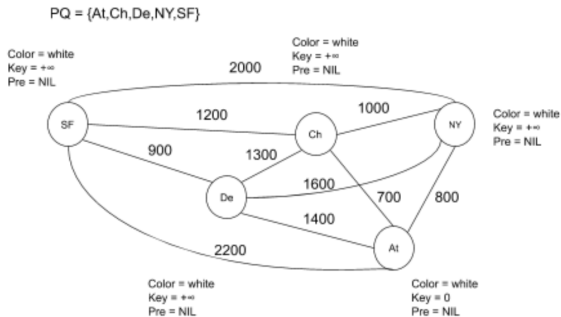 PQ = {At,Ch,De,NY,SF}
Color = white
Key = +∞
Pre = NIL
Color = white
Key = +∞
Pre = NIL
2000
Color = white
Key = +∞
Pre = NIL
1200
1000
SF
Ch
NY
900
1300
De
1600
700
800
1400
At
2200
Color = white
Key = +∞
Pre = NIL
Color = white
Key = 0
Pre = NIL